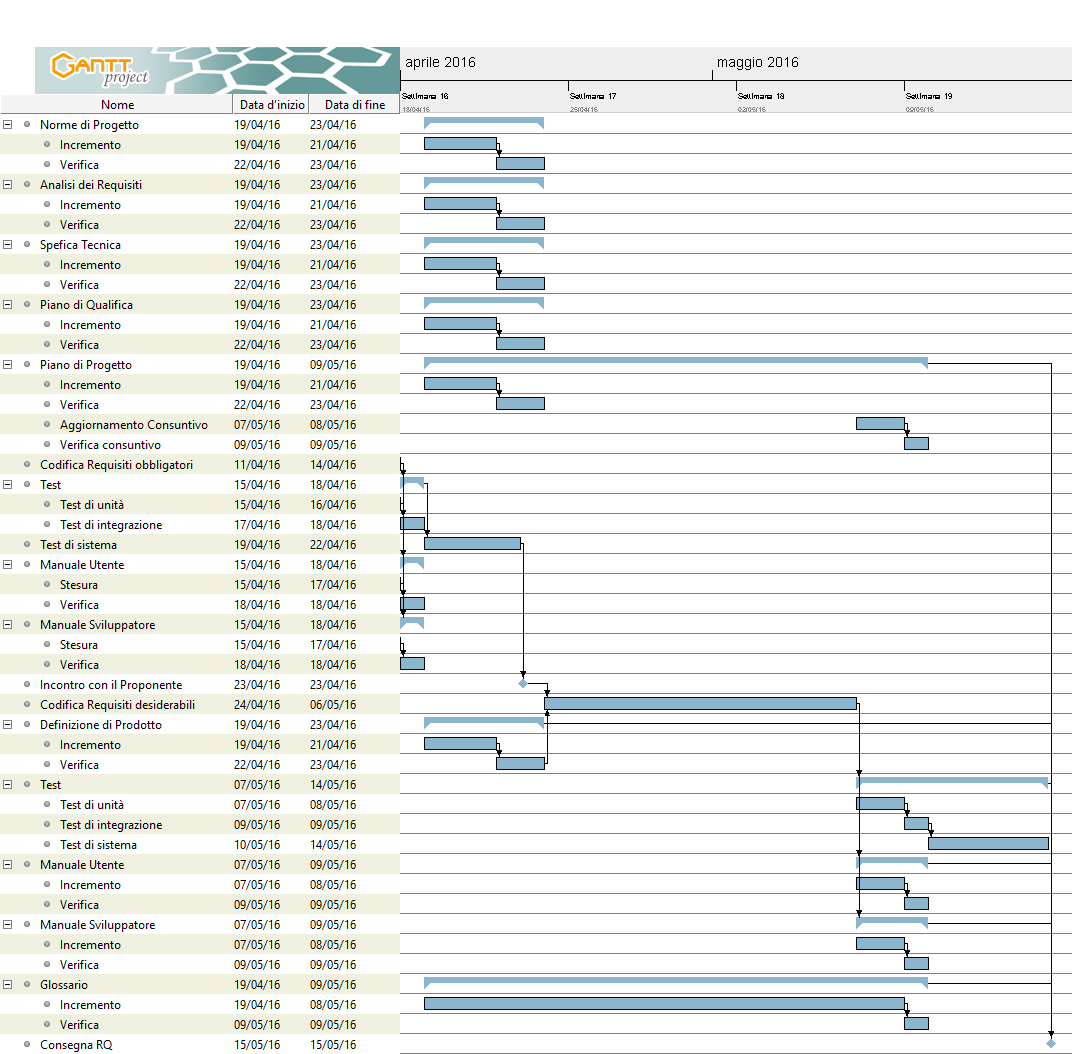 GANTT project
aprile 2016 maggio 2016
Settimana 16 Settimana 17 Settimana 18 Settimana 19
Nome Data d'inizio Data di fine
18/04/16 25/04/16 02/05/16 09/05/16
Norme di Progetto 19/04/16 23/04/16
Incremento 19/04/16 21/04/16
Verifica 22/04/16 23/04/16
Analisi dei Requisiti 19/04/16 23/04/16
Incremento 19/04/16 21/04/16
Verifica 22/04/16 23/04/16
Spefica Tecnica 19/04/16 23/04/16
Incremento 19/04/16 21/04/16
Verifica 22/04/16 23/04/16
Piano di Qualifica 19/04/16 23/04/16
Incremento 19/04/16 21/04/16
Verifica 22/04/16 23/04/16
Piano di Progetto 19/04/16 09/05/16
Incremento 19/04/16 21/04/16
Verifica 22/04/16 23/04/16
Aggiornamento Consuntivo 07/05/16 08/05/16
Verifica consuntivo 09/05/16 09/05/16
Codifica Requisiti obbligatori 11/04/16 14/04/16
Test 15/04/16 18/04/16
Test di unità 15/04/16 16/04/16
Test di integrazione 17/04/16 18/04/16
Test di sistema 19/04/16 22/04/16
Manuale Utente 15/04/16 18/04/16
Stesura 15/04/16 17/04/16
Verifica 18/04/16 18/04/16
Manuale Sviluppatore 15/04/16 18/04/16
Stesura 15/04/16 17/04/16
Verifica 18/04/16 18/04/16
Incontro con il Proponente 23/04/16 23/04/16
Codifica Requisiti desiderabili 24/04/16 06/05/16
Definizione di Prodotto 19/04/16 23/04/16
Incremento 19/04/16 21/04/16
Verifica 22/04/16 23/04/16
Test 07/05/16 14/05/16
Test di unità 07/05/16 08/05/16
Test di integrazione 09/05/16 09/05/16
Test di sistema 10/05/16 14/05/16
Manuale Utente 07/05/16 09/05/16
Incremento 07/05/16 08/05/16
Verifica 09/05/16 09/05/16
Manuale Sviluppatore 07/05/16 09/05/16
Incremento 07/05/16 08/05/16
Verifica 09/05/16 09/05/16
Glossario 19/04/16 09/05/16
Incremento 19/04/16 08/05/16
Verifica 09/05/16 09/05/16
Consegna RQ 15/05/16 15/05/16